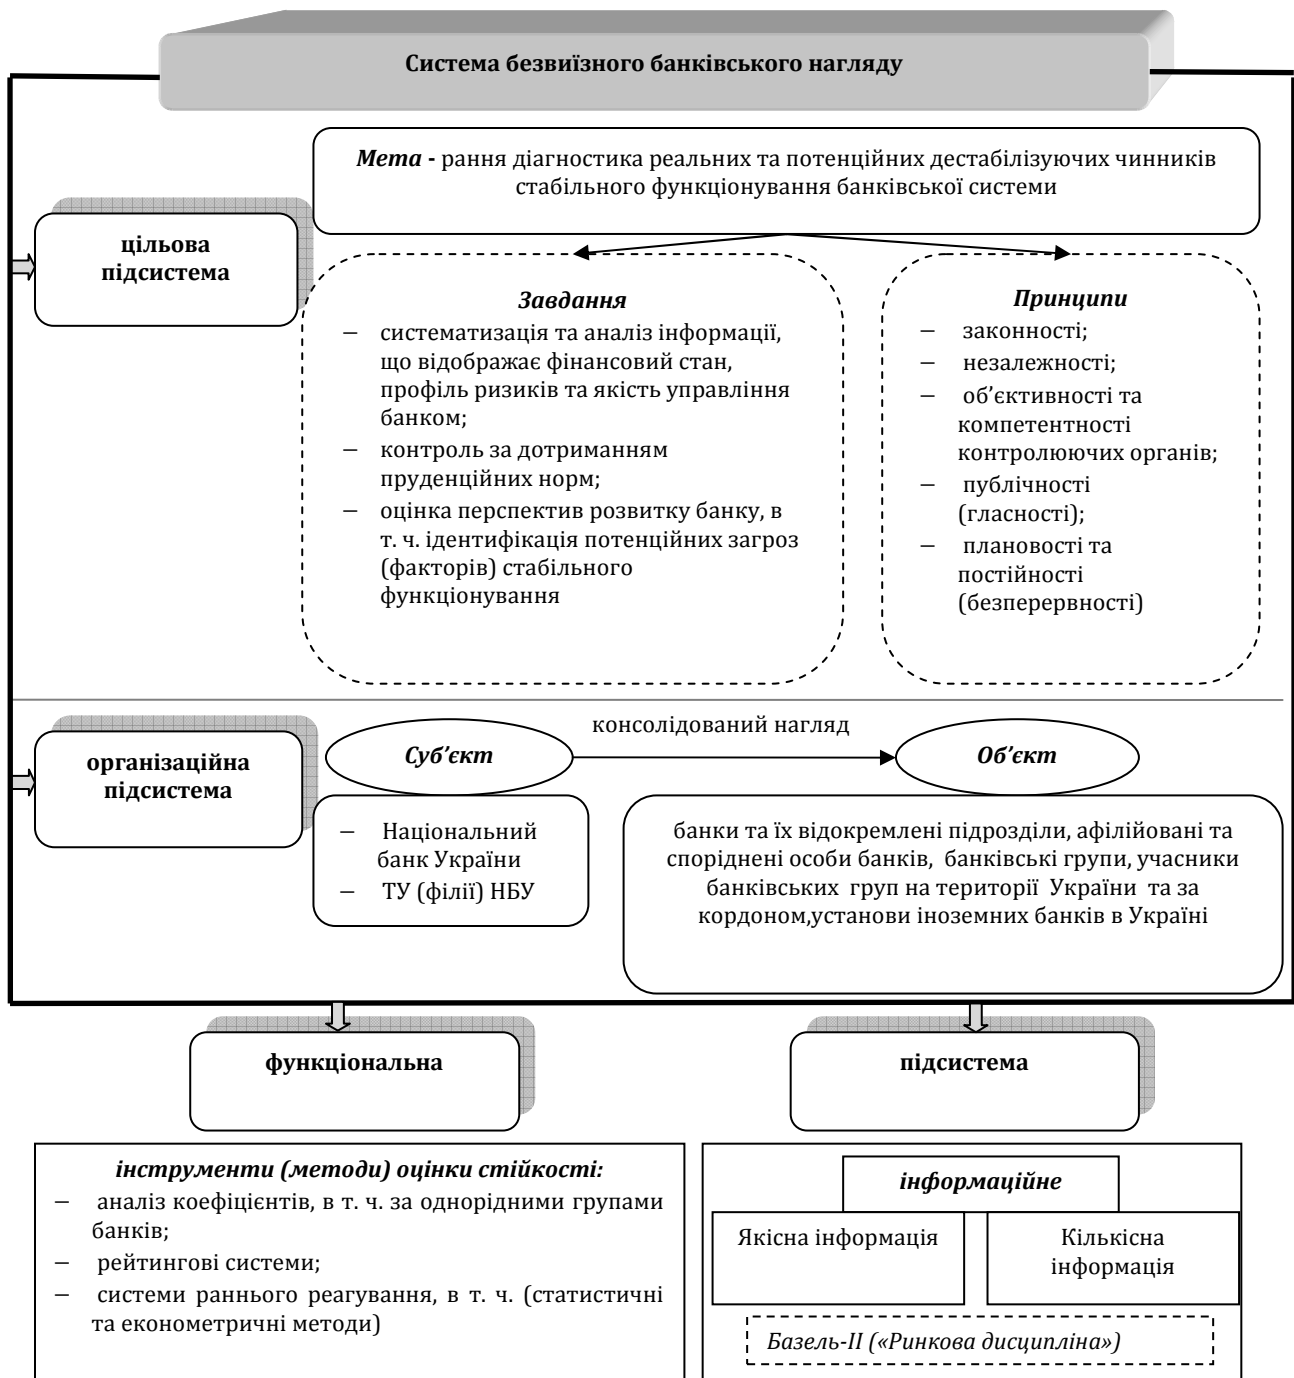 Система безвиїзного банківського нагляду
Мета - рання діагностика реальних та потенційних дестабілізуючих чинників
стабільного функціонування банківської системи
цільова
підсистема
Завдання
— систематизація та аналіз інформації,
що відображає фінансовий стан,
профіль ризиків та якість управління
банком;
— контроль за дотриманням
пруденційних норм;
— оцінка перспектив розвитку банку, в
т. ч. ідентифікація потенційних загроз
(факторів) стабільного
функціонування
Принципи
— законності;
— незалежності;
— об’єктивності та
компетентності
контролюючих органів;
— публічності
(гласності);
— плановості та
постійності
(безперервності)
організаційна
підсистема
Суб’єкт
консолідований нагляд
Об’єкт
— Національний
банк України
— ТУ (філії) НБУ
банки та їх відокремлені підрозділи, афілійовані та
споріднені особи банків, банківські групи, учасники
банківських груп на території України та за
кордоном,установи іноземних банків в Україні
функціональна
підсистема
інструменти (методи) оцінки стійкості:
— аналіз коефіцієнтів, в т. ч. за однорідними групами
банків;
— рейтингові системи;
— системи раннього реагування, в т. ч. (статистичні
та економетричні методи)
інформаційне
Якісна інформація
Кількісна
інформація
Базель-II («Ринкова дисципліна»)